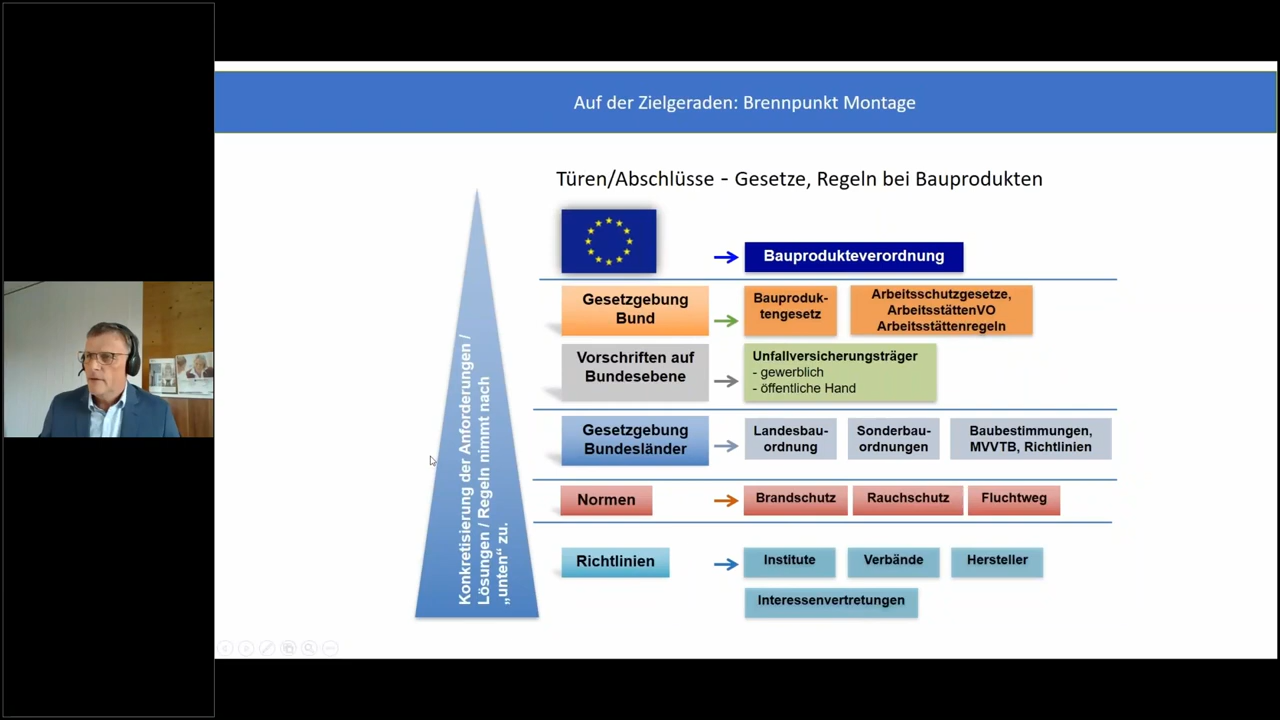 Auf der Zielgeraden: Brennpunkt Montage
Türen/Abschlüsse - Gesetze, Regeln bei Bauprodukten
Bauprodukteverordnung
Gesetzgebung
Bund
Bauproduk-
tengesetz
Arbeitsschutzgesetze,
ArbeitsstättenVO
Arbeitsstättenregeln
Vorschriften auf
Bundesebene
Unfallversicherungsträger
- gewerblich
- öffentliche Hand
Gesetzgebung
Bundesländer
Landesbau-
ordnung
Sonderbau-
ordnungen
Baubestimmungen,
MVVTB, Richtlinien
Normen
Brandschutz
Rauchschutz
Fluchtweg
Richtlinien
Institute
Verbände
Hersteller
Interessenvertretungen
Konkretisierung der Anforderungen /
Lösungen / Regeln nimmt nach
„unten“ zu.